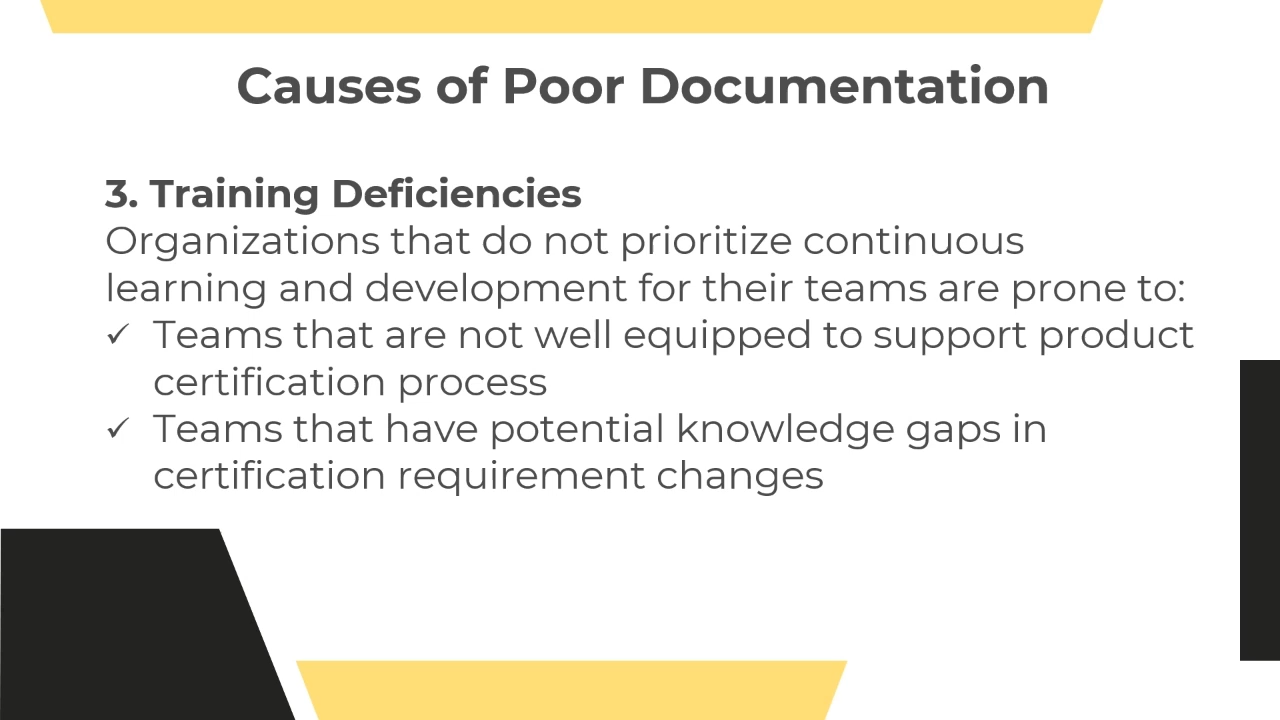 Causes of Poor Documentation
3. Training Deficiencies
Organizations that do not prioritize continuous
learning and development for their teams are prone to:
✓ Teams that are not well equipped to support product
certification process
✓ Teams that have potential knowledge gaps in
certification requirement changes